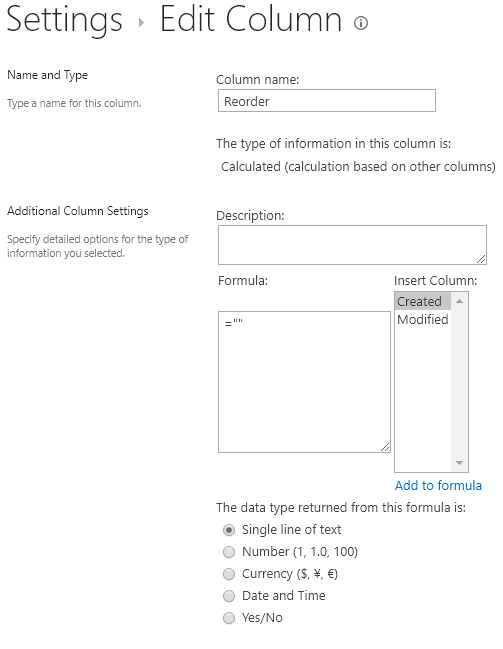 Settings › Edit Column
Name and Type
Type a name for this column.
Column name:
Reorder
The type of information in this column is:
Calculated (calculation based on other columns)
Additional Column Settings
Specify detailed options for the type of
information you selected.
Description:
Formula:
Insert Column:
=""
Created
Modified
Add to formula
The data type returned from this formula is:
Single line of text
Number (1, 1.0, 100)
Currency ($, ¥, €)
Date and Time
Yes/No